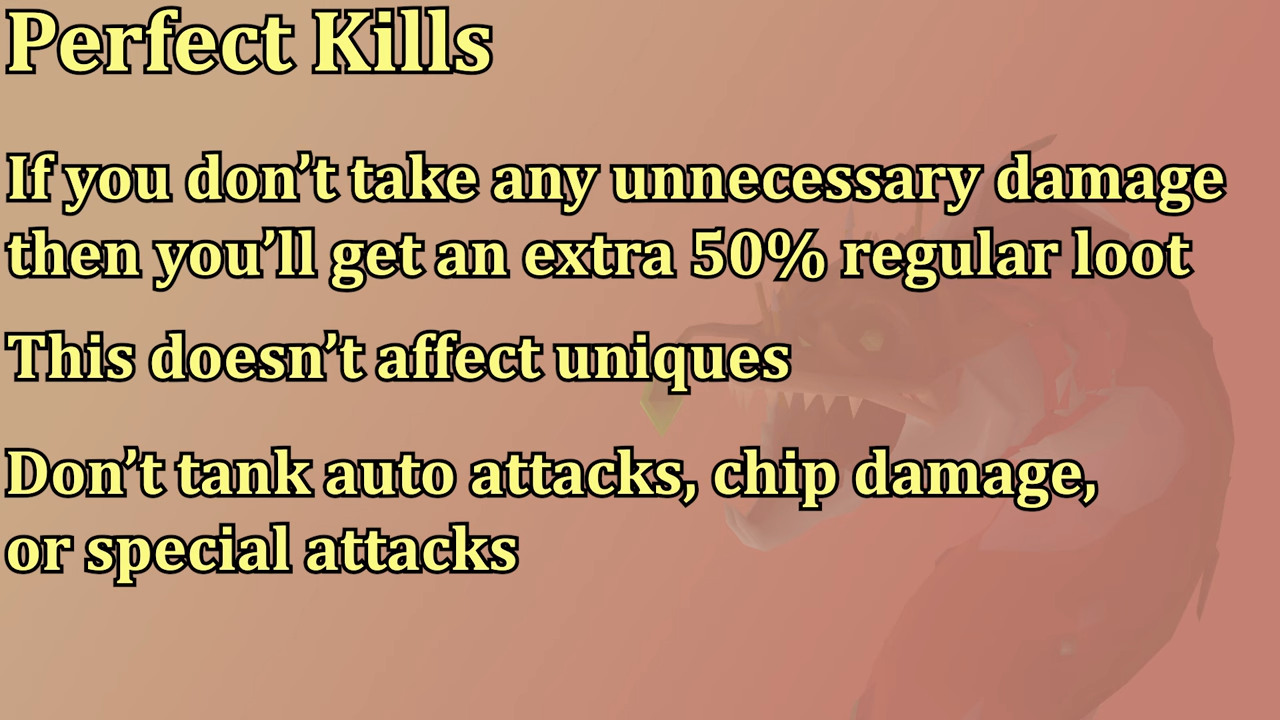 Perfect Kills
If you don’t take any unnecessary damage
then you’ll get an extra 50% regular loot
This doesn’t affect uniques
Don’t tank auto attacks, chip damage,
or special attacks